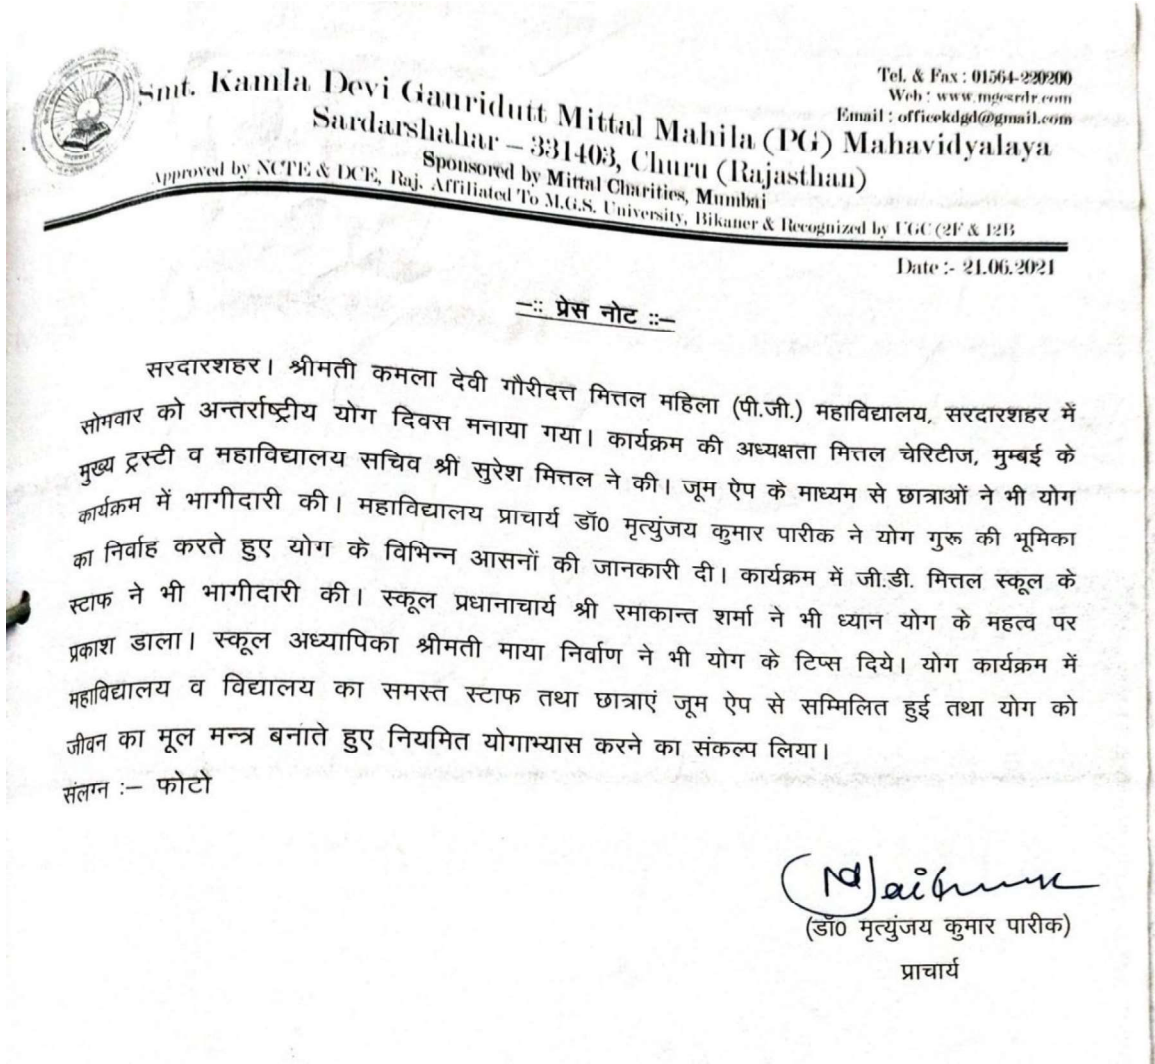 Smt. Kamla Devi Gauridutt Mittal Mahila (PG) Mahavidyalaya
Sardarshahar – 331403, Churu (Rajasthan)
Sponsored by Mittal Charities, Mumbai
Approved by NCTE & DCE, Raj. Affiliated To M.G.S. University, Bikaner & Recognized by UGC (2F & 12B
Tel. & Fax : 01564-220200
Web : www.mgcsrdr.com
Email : officekdgd@gmail.com
Date :- 21.06.2021
–:: प्रेस नोट ::–
सरदारशहर। श्रीमती कमला देवी गौरीदत्त मित्तल महिला (पी.जी.) महाविद्यालय, सरदारशहर में
सोमवार को अन्तर्राष्ट्रीय योग दिवस मनाया गया। कार्यक्रम की अध्यक्षता मित्तल चेरिटीज, मुम्बई के
मुख्य ट्रस्टी व महाविद्यालय सचिव श्री सुरेश मित्तल ने की। जूम ऐप के माध्यम से छात्राओं ने भी योग
कार्यक्रम में भागीदारी की। महाविद्यालय प्राचार्य डॉ0 मृत्युंजय कुमार पारीक ने योग गुरू की भूमिका
का निर्वाह करते हुए योग के विभिन्न आसनों की जानकारी दी। कार्यक्रम में जी.डी. मित्तल स्कूल के
स्टाफ ने भी भागीदारी की। स्कूल प्रधानाचार्य श्री रमाकान्त शर्मा ने भी ध्यान योग के महत्व पर
प्रकाश डाला। स्कूल अध्यापिका श्रीमती माया निर्वाण ने भी योग के टिप्स दिये। योग कार्यक्रम में
महाविद्यालय व विद्यालय का समस्त स्टाफ तथा छात्राएं जूम ऐप से सम्मिलित हुई तथा योग को
जीवन का मूल मन्त्र बनाते हुए नियमित योगाभ्यास करने का संकल्प लिया।
संलग्न :– फोटो
(डॉ0 मृत्युंजय कुमार पारीक)
प्राचार्य